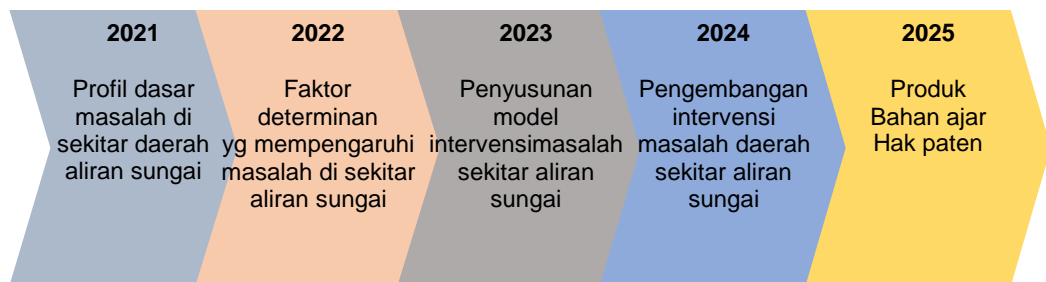 2021
Profil dasar
masalah di
sekitar daerah
aliran sungai
2022
Faktor
determinan
yg mempengaruhi
masalah di sekitar
aliran sungai
2023
Penyusunan
model
intervensimasalah
sekitar aliran
sungai
2024
Pengembangan
intervensi
masalah daerah
sekitar aliran
sungai
2025
Produk
Bahan ajar
Hak paten